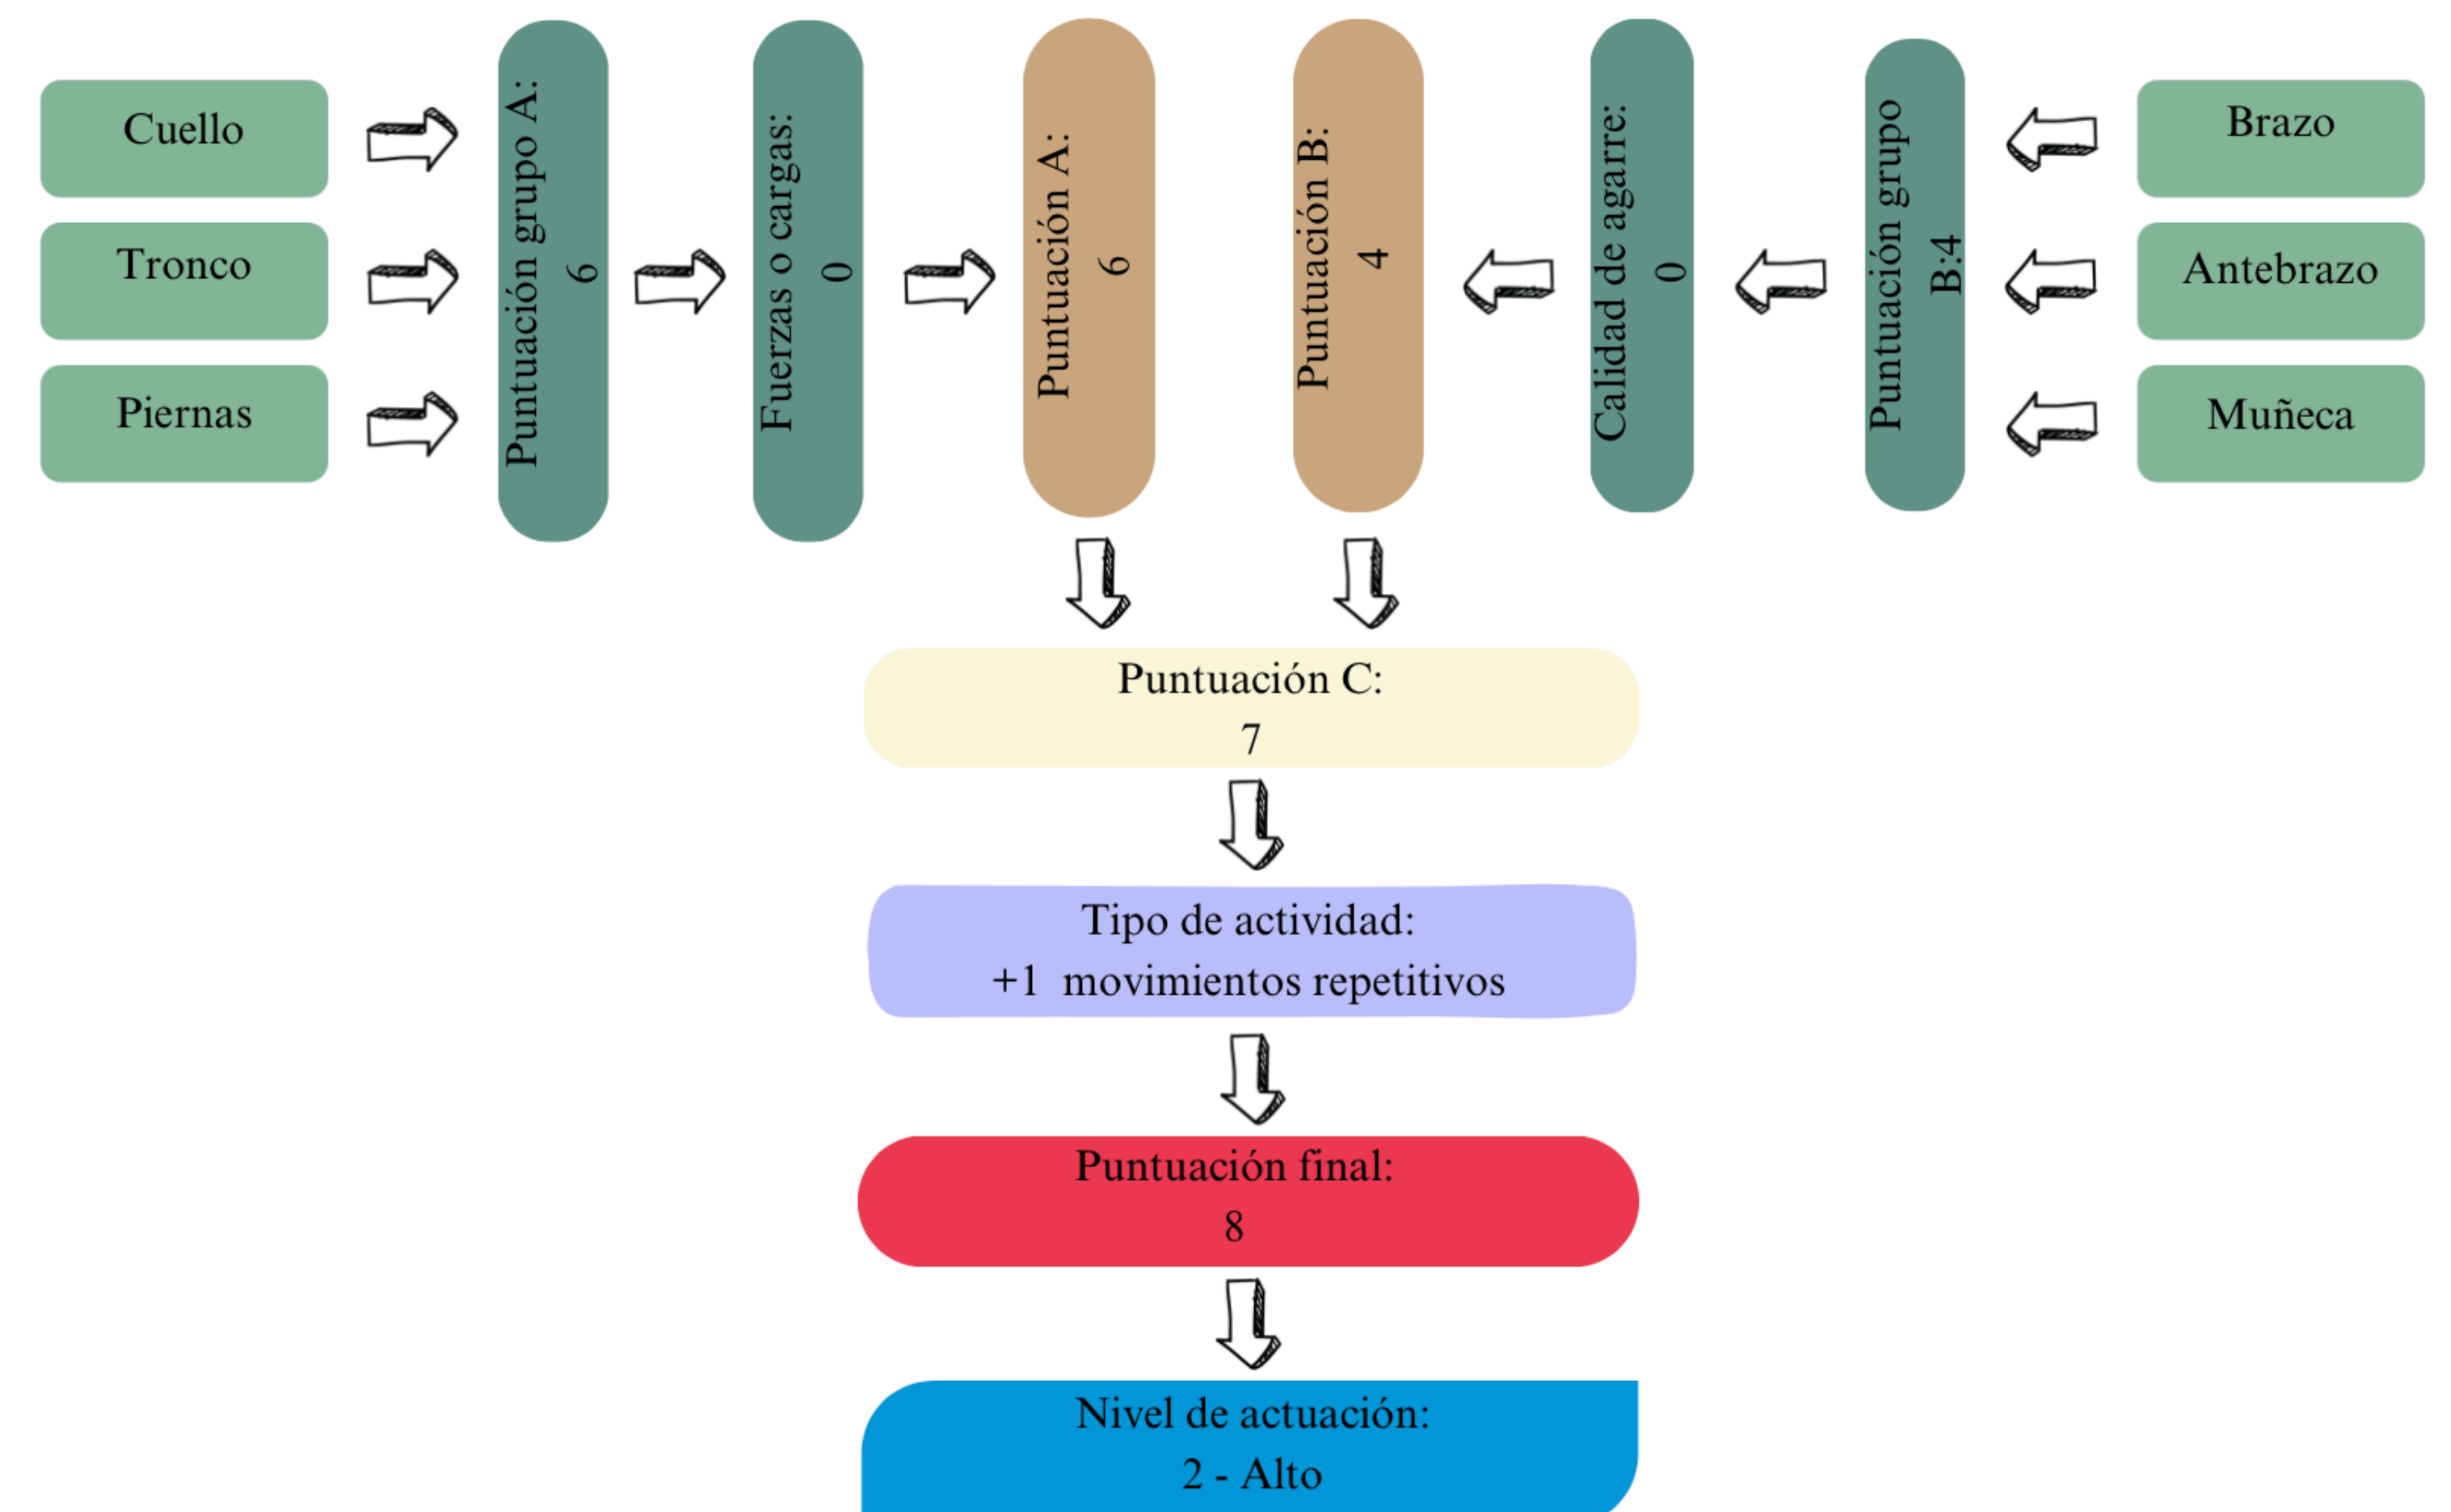 Cuello
Tronco
Piernas
Puntuación grupo A:
6
Fuerzas o cargas:
0
Puntuación A:
6
Puntuación B:
4
Calidad de agarre:
0
Puntuación grupo
B:4
Brazo
Antebrazo
Muñeca
Puntuación C:
7
Tipo de actividad:
+1 movimientos repetitivos
Puntuación final:
8
Nivel de actuación:
2 - Alto